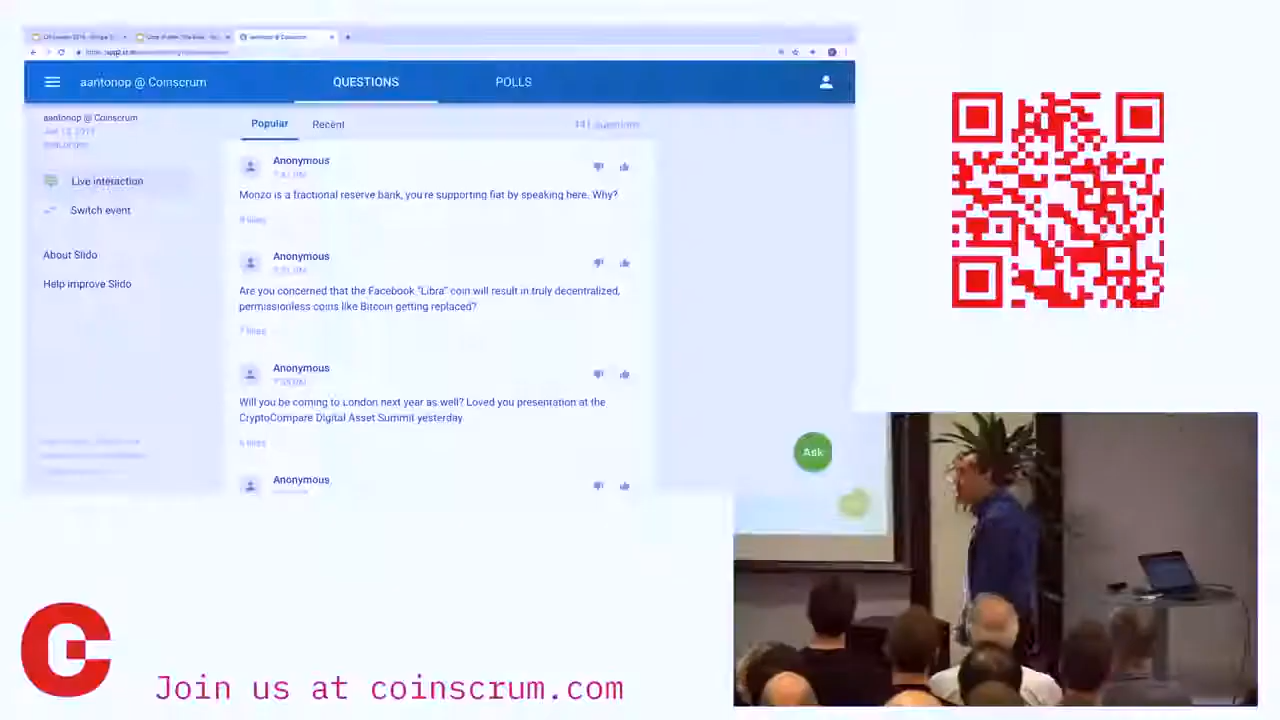 aantonop @ Coinscrum
QUESTIONS
POLLS
aantonop @ Coinscrum
Live interaction
Switch event
About Slido
Help improve Slido
Popular
Recent
141 questions
Anonymous
Monzo is a fractional reserve bank, you're supporting fiat by speaking here. Why?
Anonymous
Are you concerned that the Facebook "Libra" coin will result in truly decentralized,
permissionless coins like Bitcoin getting replaced?
7 likes
Anonymous
Will you be coming to London next year as well? Loved you presentation at the
CryptoCompare Digital Asset Summit yesterday.
Anonymous
Ask
Join us at coinscrum.com